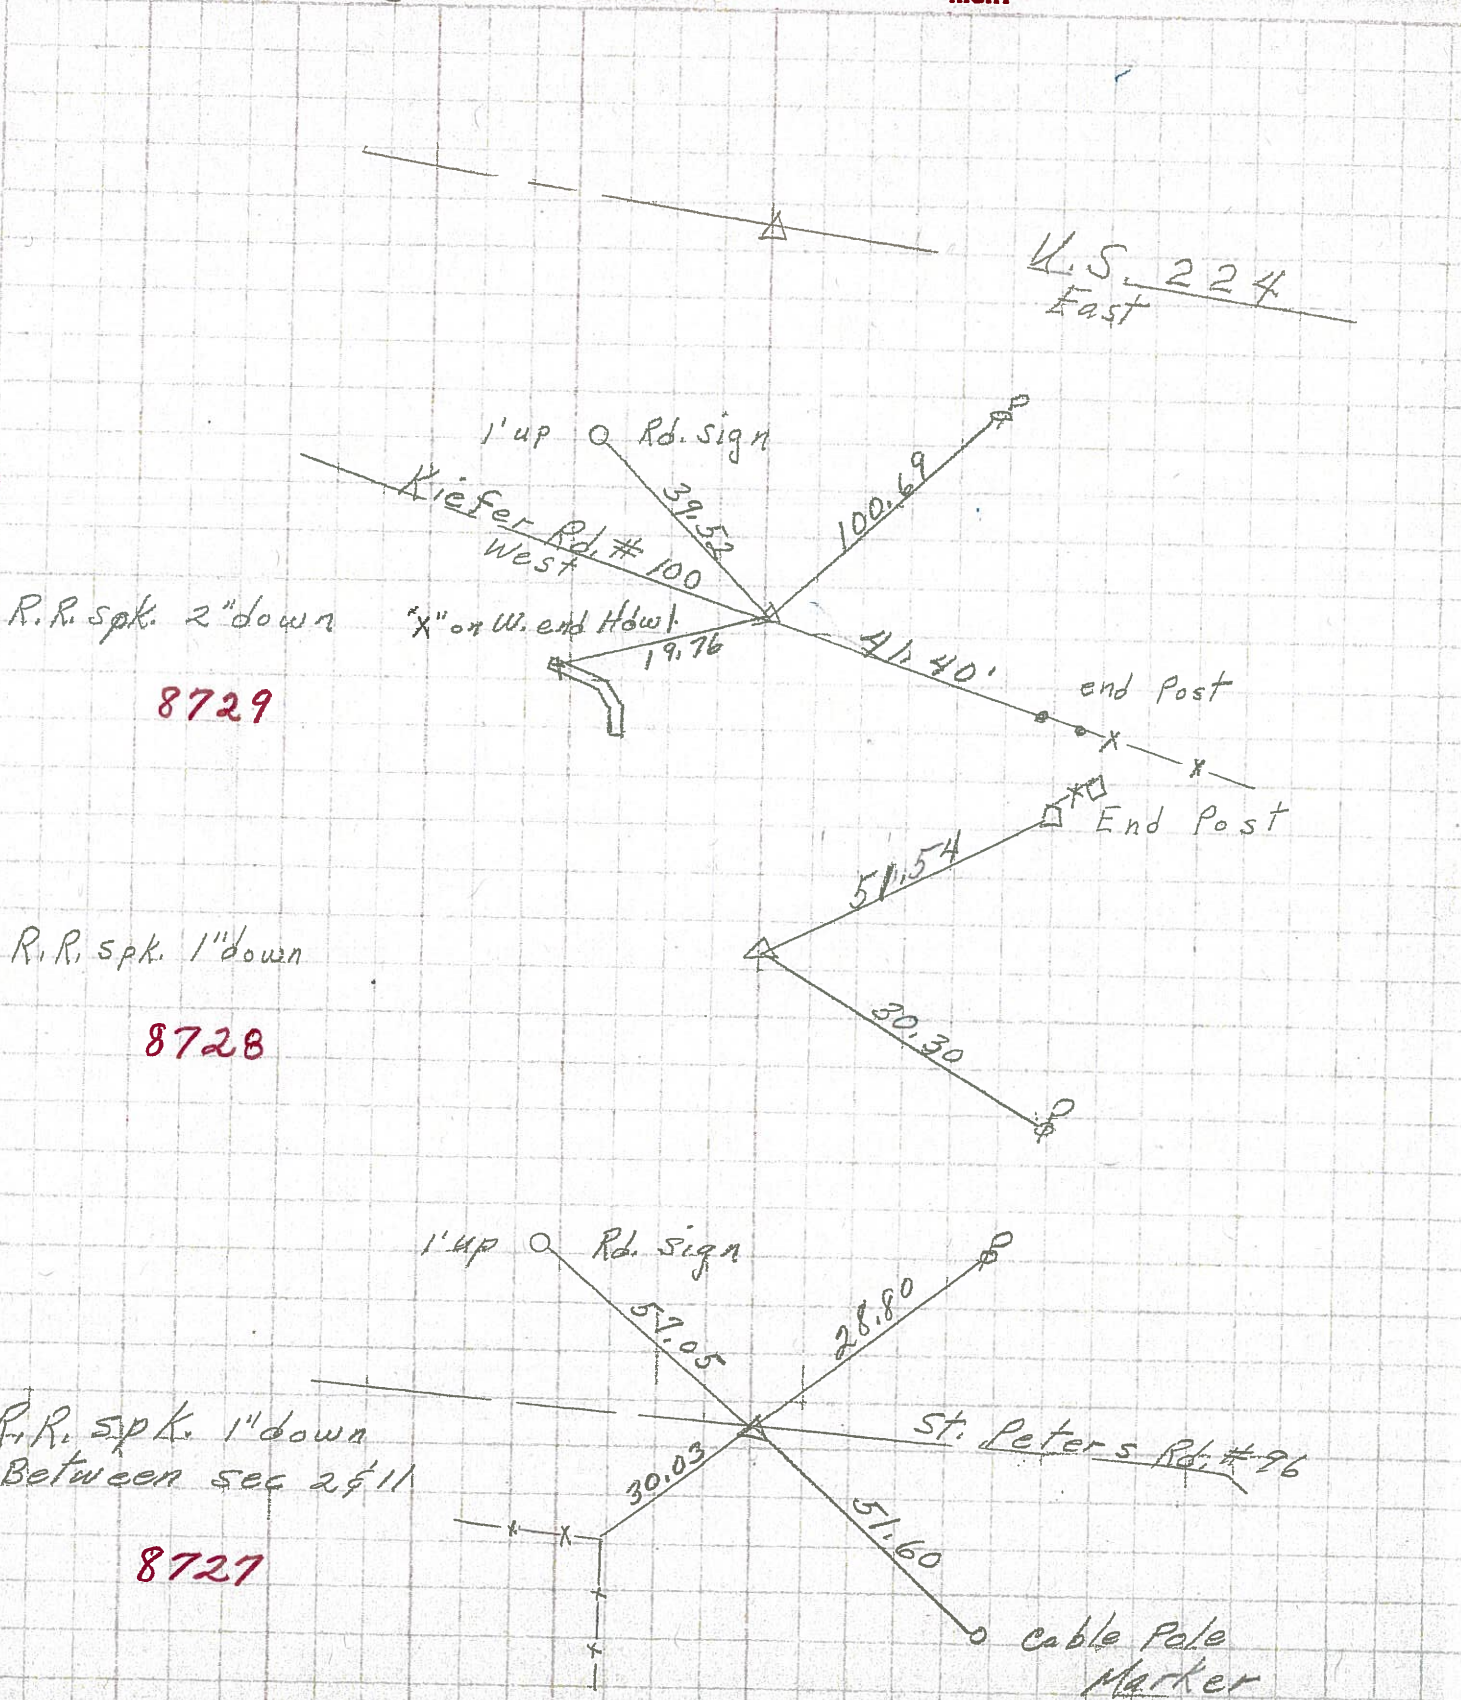 U.S. 224
East
1'up Rd. sign
39.52
100.69
Kiefer Rd. # 100
West
R.R. spk. 2"down
"X" on W. end Hdwl.
19.76
41.40'
end Post
8729
End Post
51.54
R.R. spk. 1"down
30.30
8728
1'up Rd. Sign
57.05
28.80
R.R. spk. 1"down
St. Peters Rd. # 96
Between sec 2 & 11
30.03
51.60
8727
Cable Pole
Marker